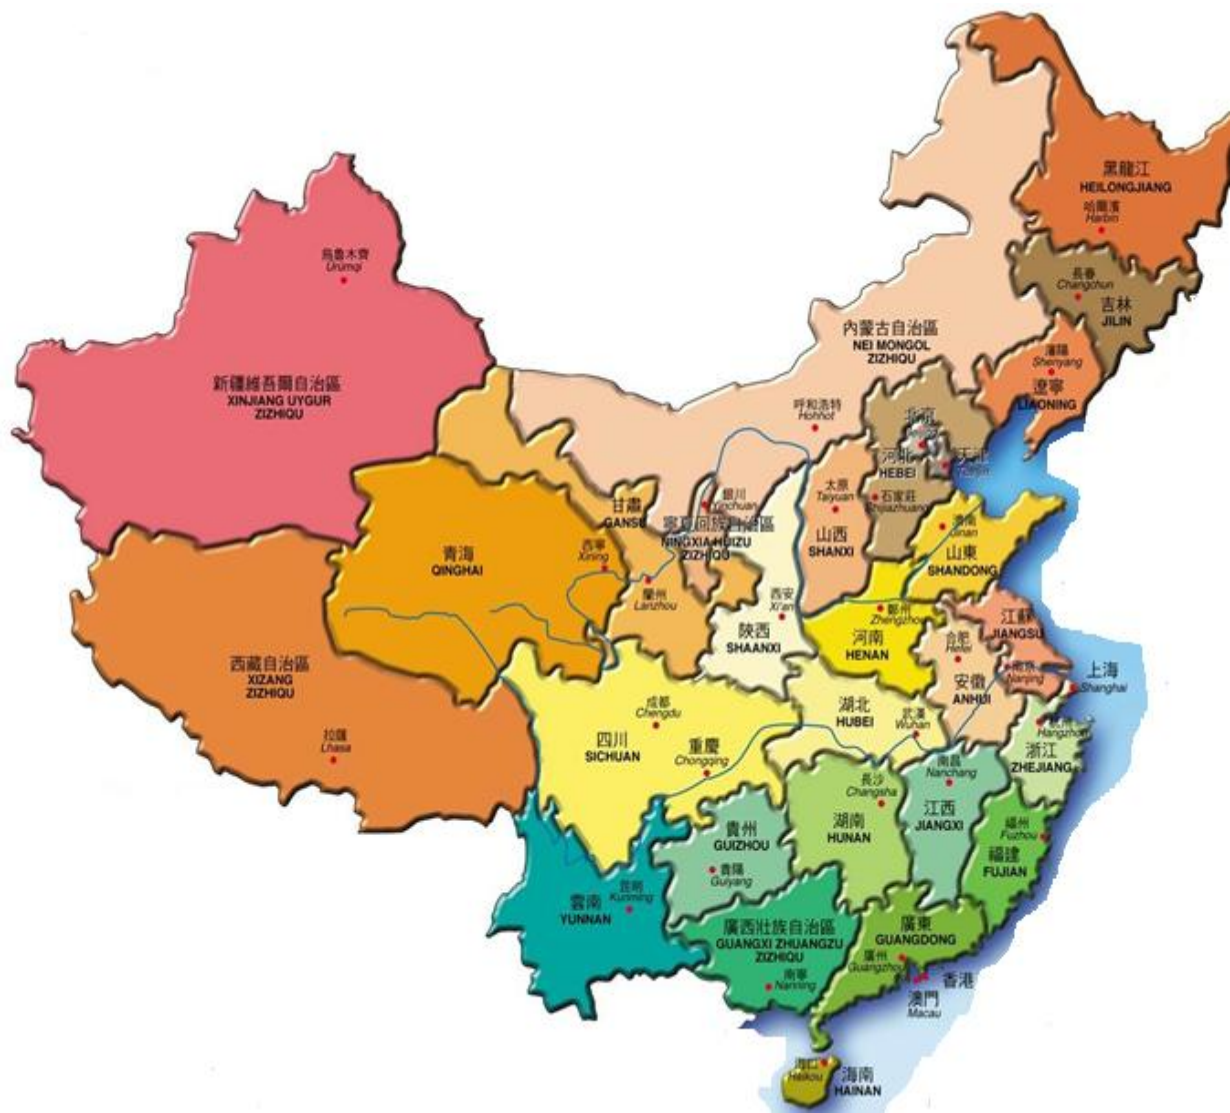 黑龍江
HEILONGJIANG
哈爾濱
Harbin
烏魯木齊
Urumqi
長春
Changchun
吉林
JILIN
內蒙古自治區
NEI MONGOL
ZIZHIQU
瀋陽
Shenyang
遼寧
LIAONING
新疆維吾爾自治區
XINJIANG UYGUR
ZIZHIQU
呼和浩特
Hohhot
北京
河北
HEBEI
天津
太原
Taiyuan
石家莊
Shijiazhuang
銀川
Yinchuan
甘肅
GANSU
寧夏回族自治區
NINGXIA HUIZU
ZIZHIQU
山西
SHANXI
濟南
Jinan
山東
SHANDONG
青海
QINGHAI
西寧
Xining
蘭州
Lanzhou
西安
Xi'an
鄭州
Zhengzhou
陝西
SHAANXI
河南
HENAN
江蘇
JIANGSU
合肥
Hefei
南京
Nanjing
安徽
ANHUI
上海
Shanghai
西藏自治區
XIZANG
ZIZHIQU
拉薩
Lhasa
成都
Chengdu
四川
SICHUAN
重慶
Chongqing
湖北
HUBEI
武漢
Wuhan
杭州
Hangzhou
浙江
ZHEJIANG
南昌
Nanchang
長沙
Changsha
江西
JIANGXI
湖南
HUNAN
貴州
GUIZHOU
貴陽
Guiyang
福州
Fuzhou
福建
FUJIAN
雲南
YUNNAN
昆明
Kunming
廣西壯族自治區
GUANGXI ZHUANGZU
ZIZHIQU
南寧
Nanning
廣東
GUANGDONG
廣州
Guangzhou
香港
澳門
Macau
海口
Haikou
海南
HAINAN